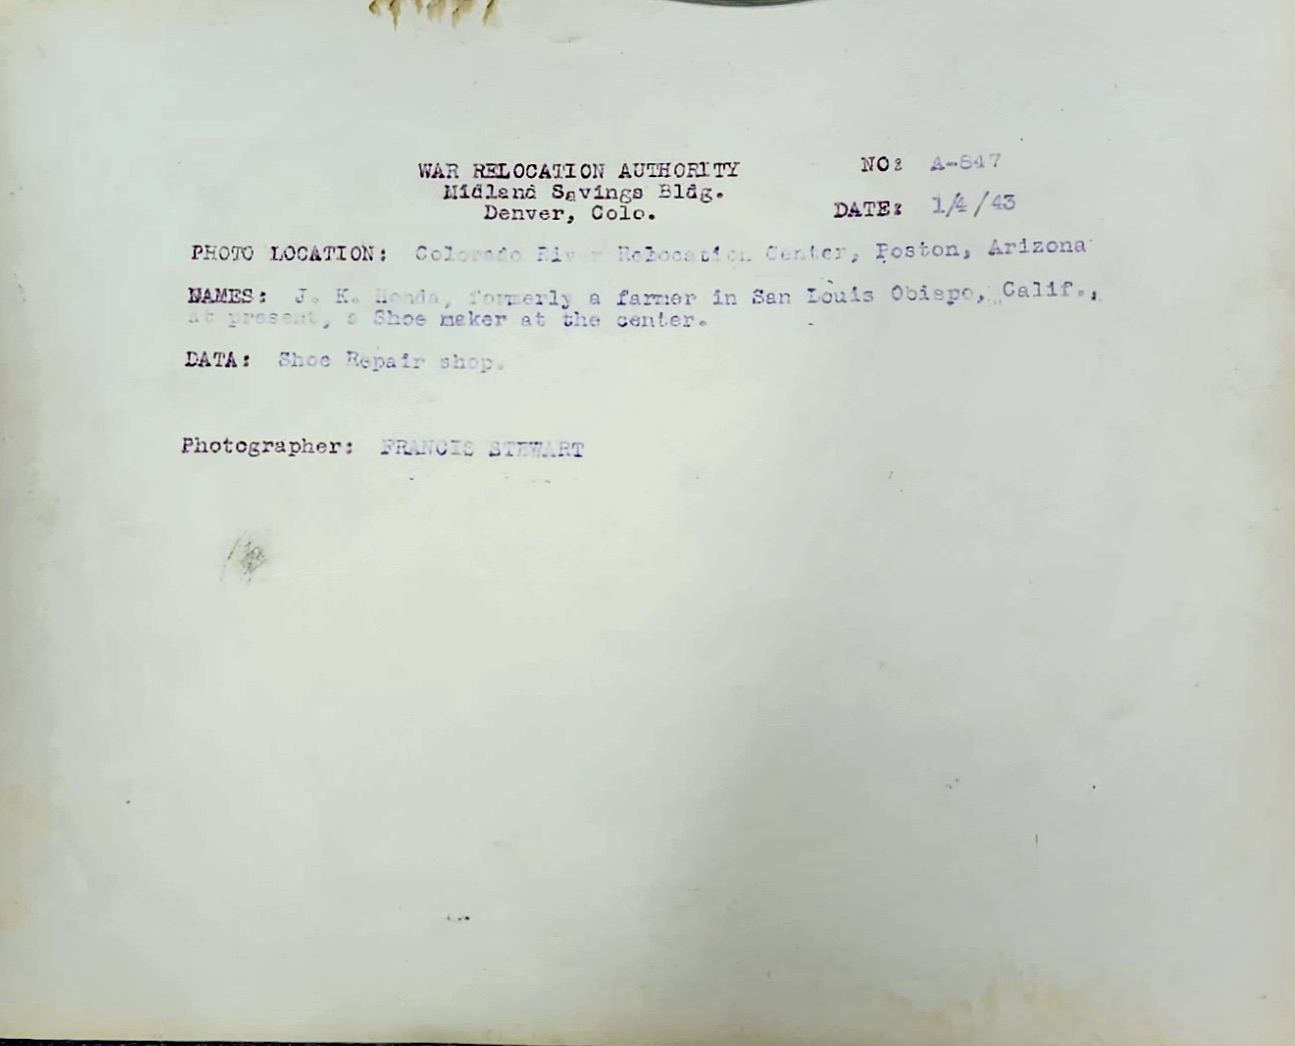 WAR RELOCATION AUTHORITY NO: A-847
Midland Savings Bldg.
Denver, Colo. DATE: 1/4/43
PHOTO LOCATION: Colorado River Relocation Center, Poston, Arizona
NAMES: J. K. Honda, formerly a farmer in San Louis Obispo, Calif.,
at present, a Shoe maker at the center.
DATA: Shoe Repair shop.
Photographer: FRANCIS STEWART